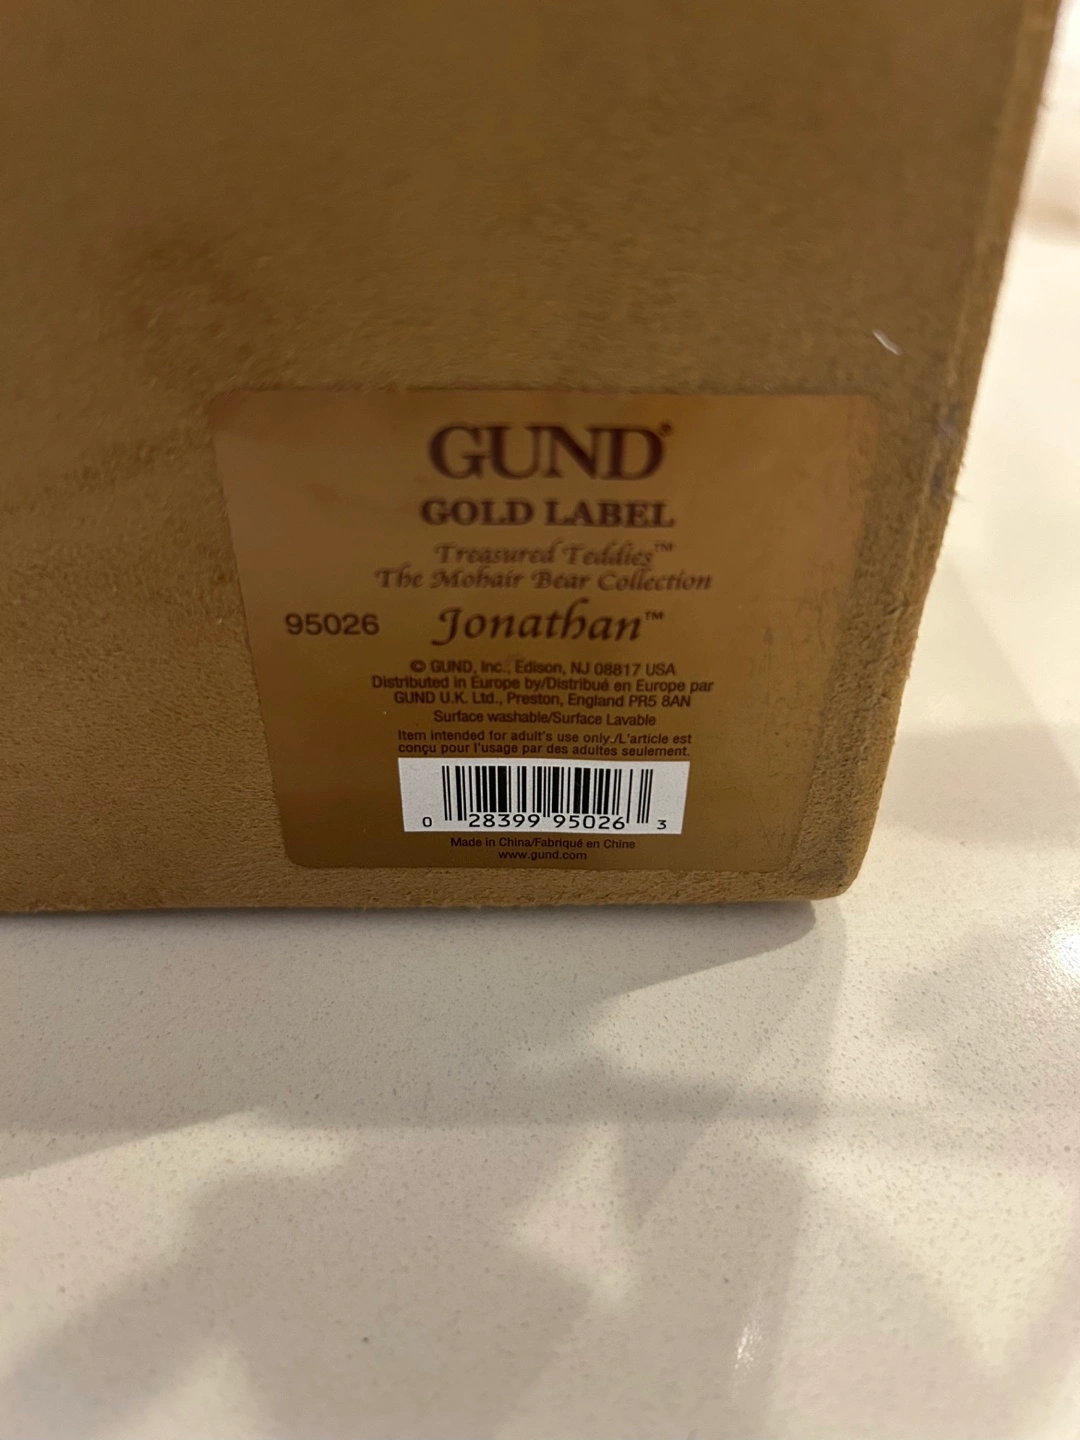 GUND®
GOLD LABEL
Treasured Teddies™
The Mohair Bear Collection
95026 Jonathan™
© GUND, Inc., Edison, NJ 08817 USA
Distributed in Europe by/Distribué en Europe par
GUND U.K. Ltd., Preston, England PR5 8AN
Surface washable/Surface Lavable
Item intended for adult's use only./L'article est
conçu pour l'usage par des adultes seulement.
0 28399 95026 3
Made in China/Fabriqué en Chine
www.gund.com